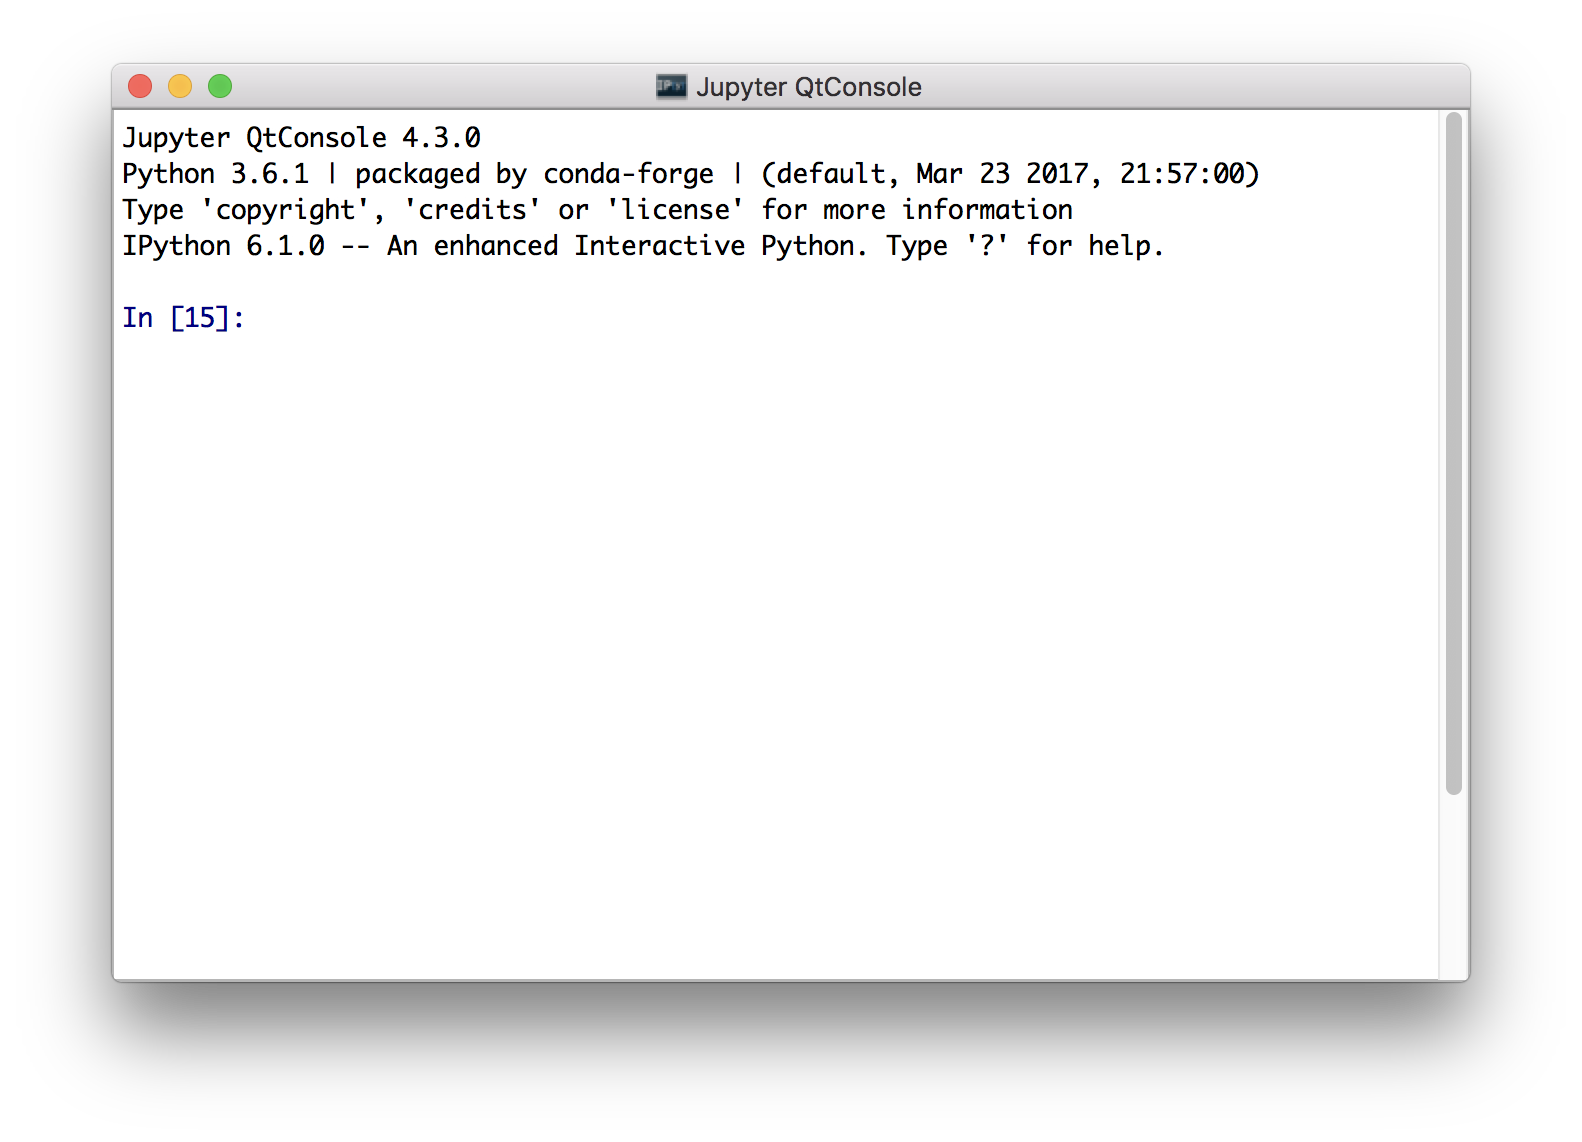 Jupyter QtConsole
Jupyter QtConsole 4.3.0
Python 3.6.1 | packaged by conda-forge | (default, Mar 23 2017, 21:57:00)
Type 'copyright', 'credits' or 'license' for more information
IPython 6.1.0 -- An enhanced Interactive Python. Type '?' for help.
In [15]: